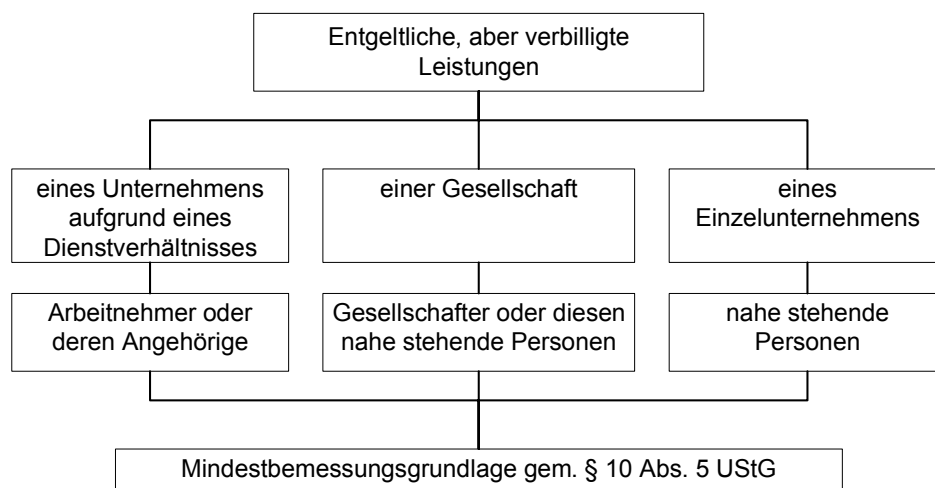 Entgeltliche, aber verbilligte
Leistungen
eines Unternehmens
aufgrund eines
Dienstverhältnisses
einer Gesellschaft
eines
Einzelunternehmens
Arbeitnehmer oder
deren Angehörige
Gesellschafter oder diesen
nahe stehende Personen
nahe stehende
Personen
Mindestbemessungsgrundlage gem. § 10 Abs. 5 UStG